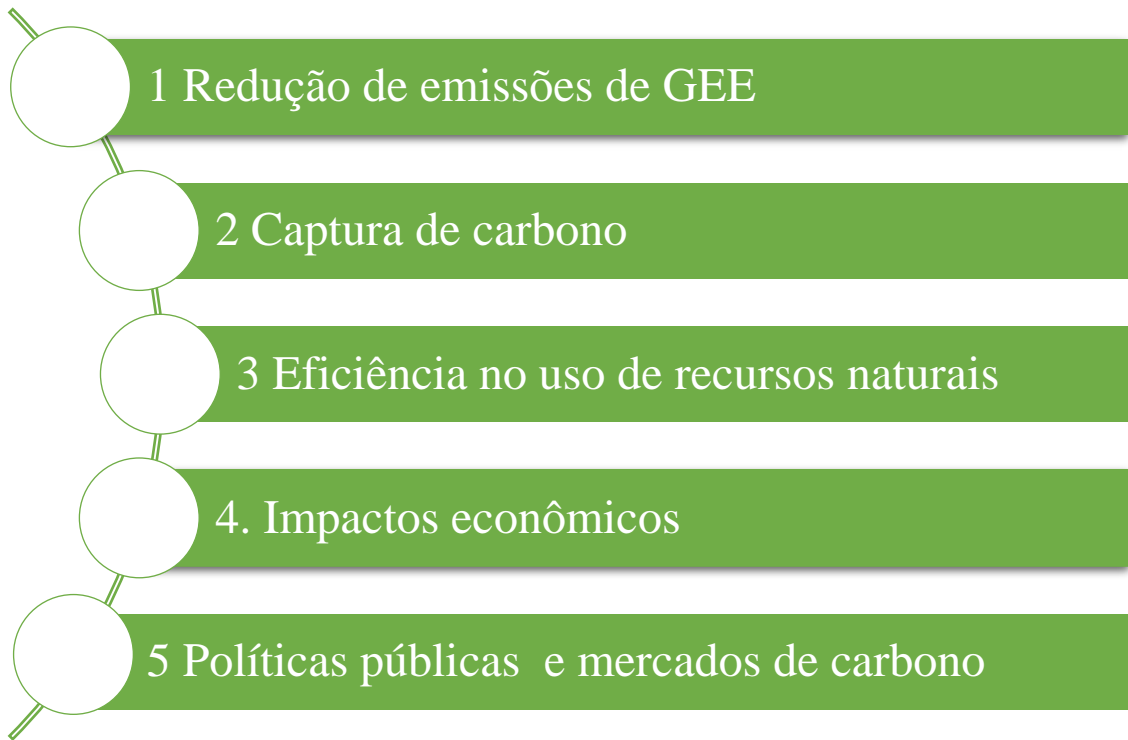 1 Redução de emissões de GEE
2 Captura de carbono
3 Eficiência no uso de recursos naturais
4. Impactos econômicos
5 Políticas públicas  e mercados de carbono